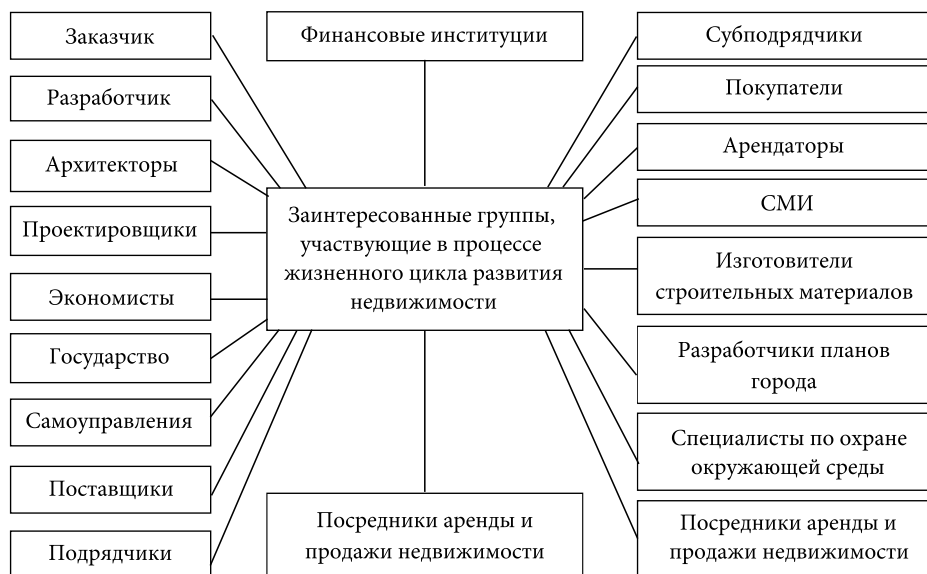 Заказчик
Разработчик
Архитекторы
Проектировщики
Экономисты
Государство
Самоуправления
Поставщики
Подрядчики
Финансовые институции
Заинтересованные группы,
участвующие в процессе
жизненного цикла развития
недвижимости
Посредники аренды и
продажи недвижимости
Субподрядчики
Покупатели
Арендаторы
СМИ
Изготовители
строительных материалов
Разработчики планов
города
Специалисты по охране
окружающей среды
Посредники аренды и
продажи недвижимости